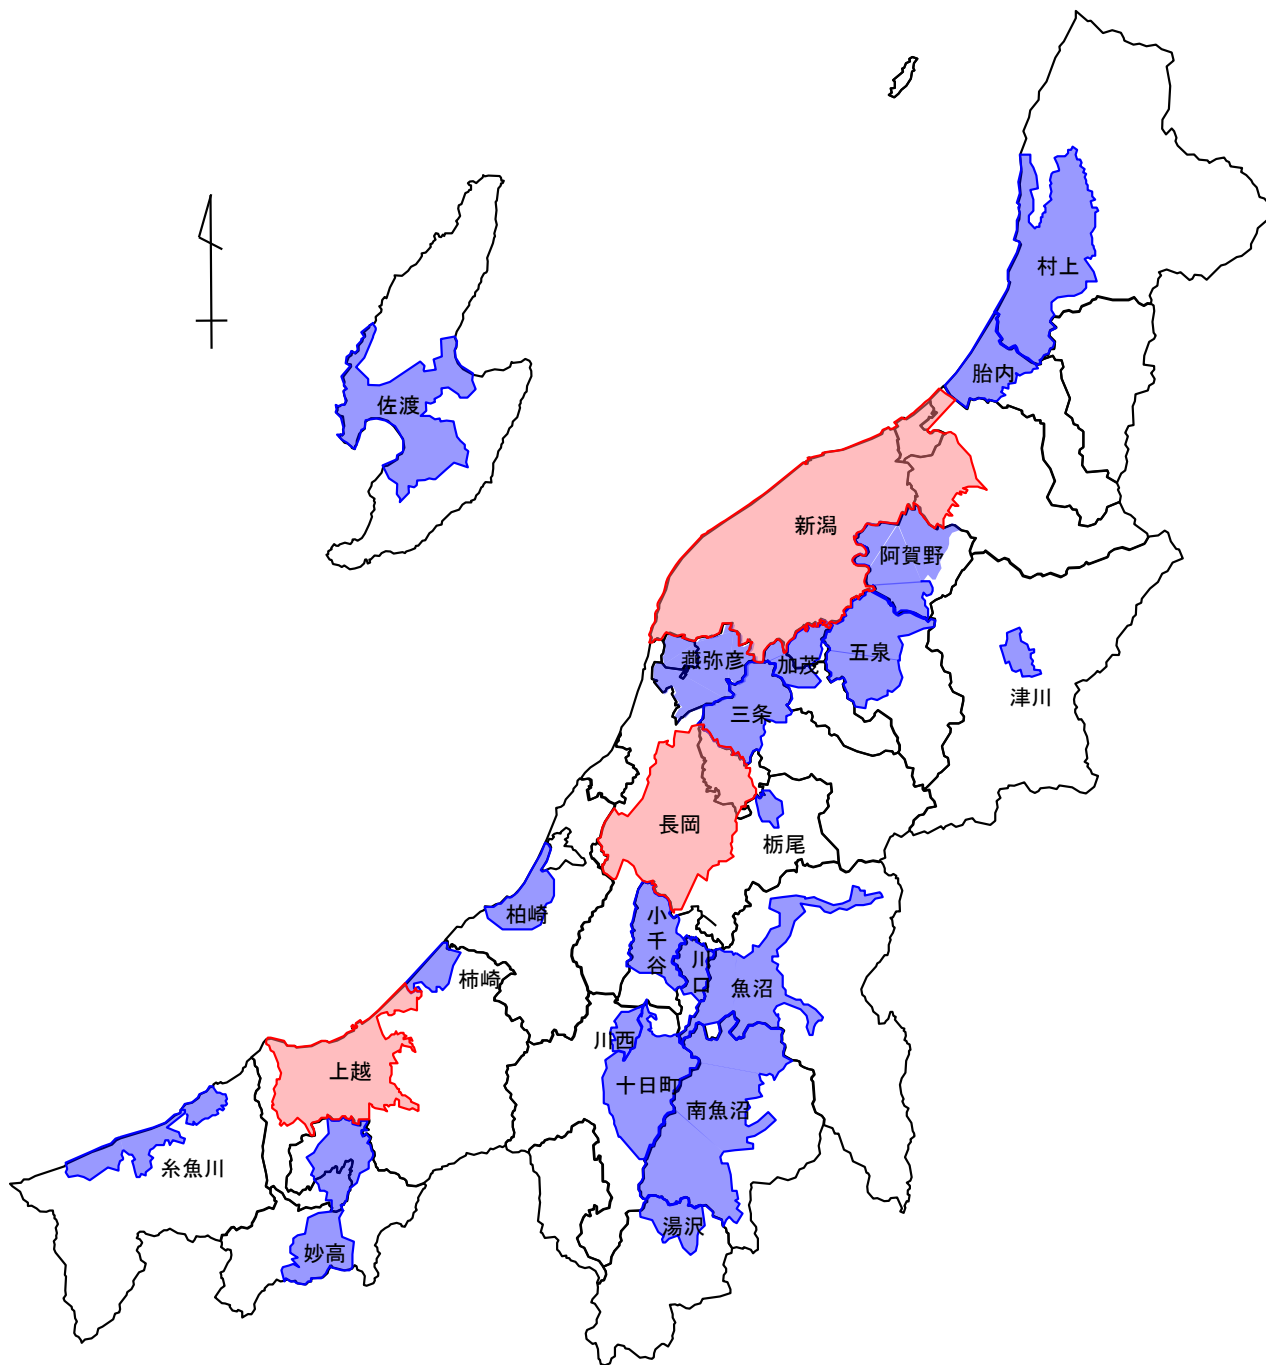 村上
胎内
佐渡
新潟
阿賀野
五泉
燕弥彦
加茂
津川
三条
長岡
栃尾
柏崎
小千谷
川口
柿崎
魚沼
川西
上越
十日町
南魚沼
糸魚川
湯沢
妙高